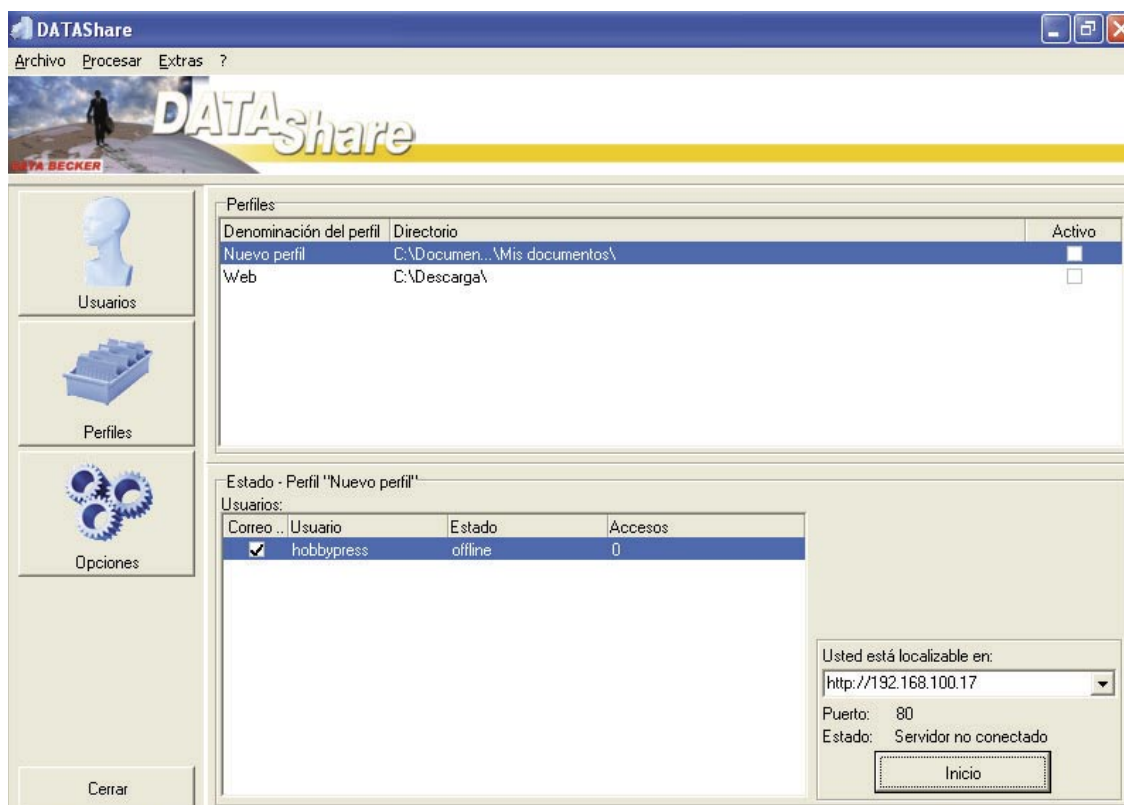 DATAShare
Archivo Procesar Extras ?
DATAShare
DATA BECKER
Usuarios
Perfiles
Opciones
Cerrar
Perfiles
Denominación del perfil Directorio Activo
Nuevo perfil C:\Documen...\Mis documentos\
Web C:\Descarga\
Estado - Perfil "Nuevo perfil"
Usuarios:
Correo .. Usuario Estado Accesos
hobbypress offline 0
Usted está localizable en:
http://192.168.100.17
Puerto: 80
Estado: Servidor no conectado
Inicio